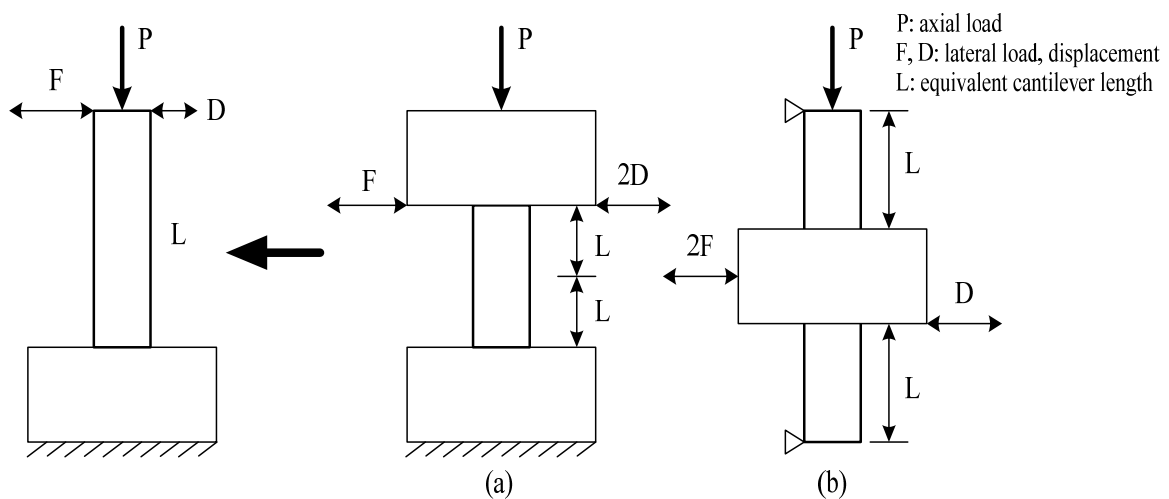 P: axial load
F, D: lateral load, displacement
L: equivalent cantilever length
P
F
D
L
P
F
2D
L
L
(a)
P
L
2F
D
L
(b)